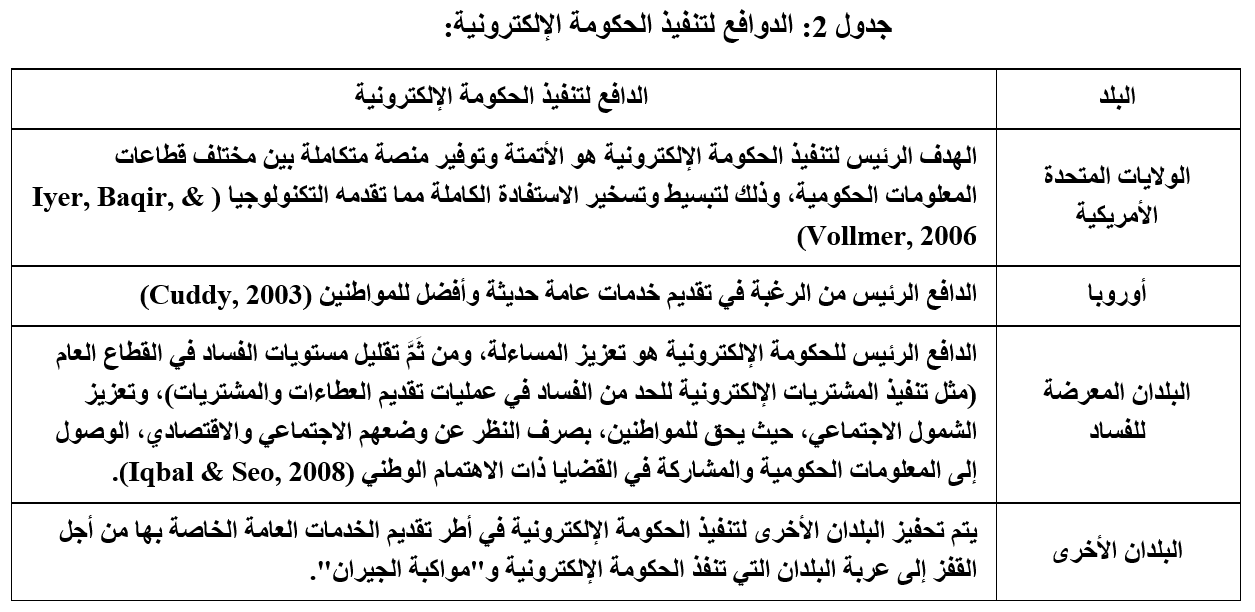 جدول 2: الدوافع لتنفيذ الحكومة الإلكترونية:
البلد
الدافع لتنفيذ الحكومة الإلكترونية
الولايات المتحدة
الأمريكية
الهدف الرئيس لتنفيذ الحكومة الإلكترونية هو الأتمتة وتوفير منصة متكاملة بين مختلف قطاعات
المعلومات الحكومية، وذلك لتبسيط وتسخير الاستفادة الكاملة مما تقدمه التكنولوجيا ( Iyer, Baqir, &
Vollmer, 2006)
أوروبا
الدافع الرئيس من الرغبة في تقديم خدمات عامة حديثة وأفضل للمواطنين (Cuddy, 2003)
البلدان المعرضة
للفساد
الدافع الرئيس للحكومة الإلكترونية هو تعزيز المساءلة، ومن ثَمَّ تقليل مستويات الفساد في القطاع العام
(مثل تنفيذ المشتريات الإلكترونية للحد من الفساد في عمليات تقديم العطاءات والمشتريات)، وتعزيز
الشمول الاجتماعي، حيث يحق للمواطنين، بصرف النظر عن وضعهم الاجتماعي والاقتصادي، الوصول
إلى المعلومات الحكومية والمشاركة في القضايا ذات الاهتمام الوطني (Iqbal & Seo, 2008).
البلدان الأخرى
يتم تحفيز البلدان الأخرى لتنفيذ الحكومة الإلكترونية في أطر تقديم الخدمات العامة الخاصة بها من أجل
القفز إلى عربة البلدان التي تنفذ الحكومة الإلكترونية و"مواكبة الجيران".